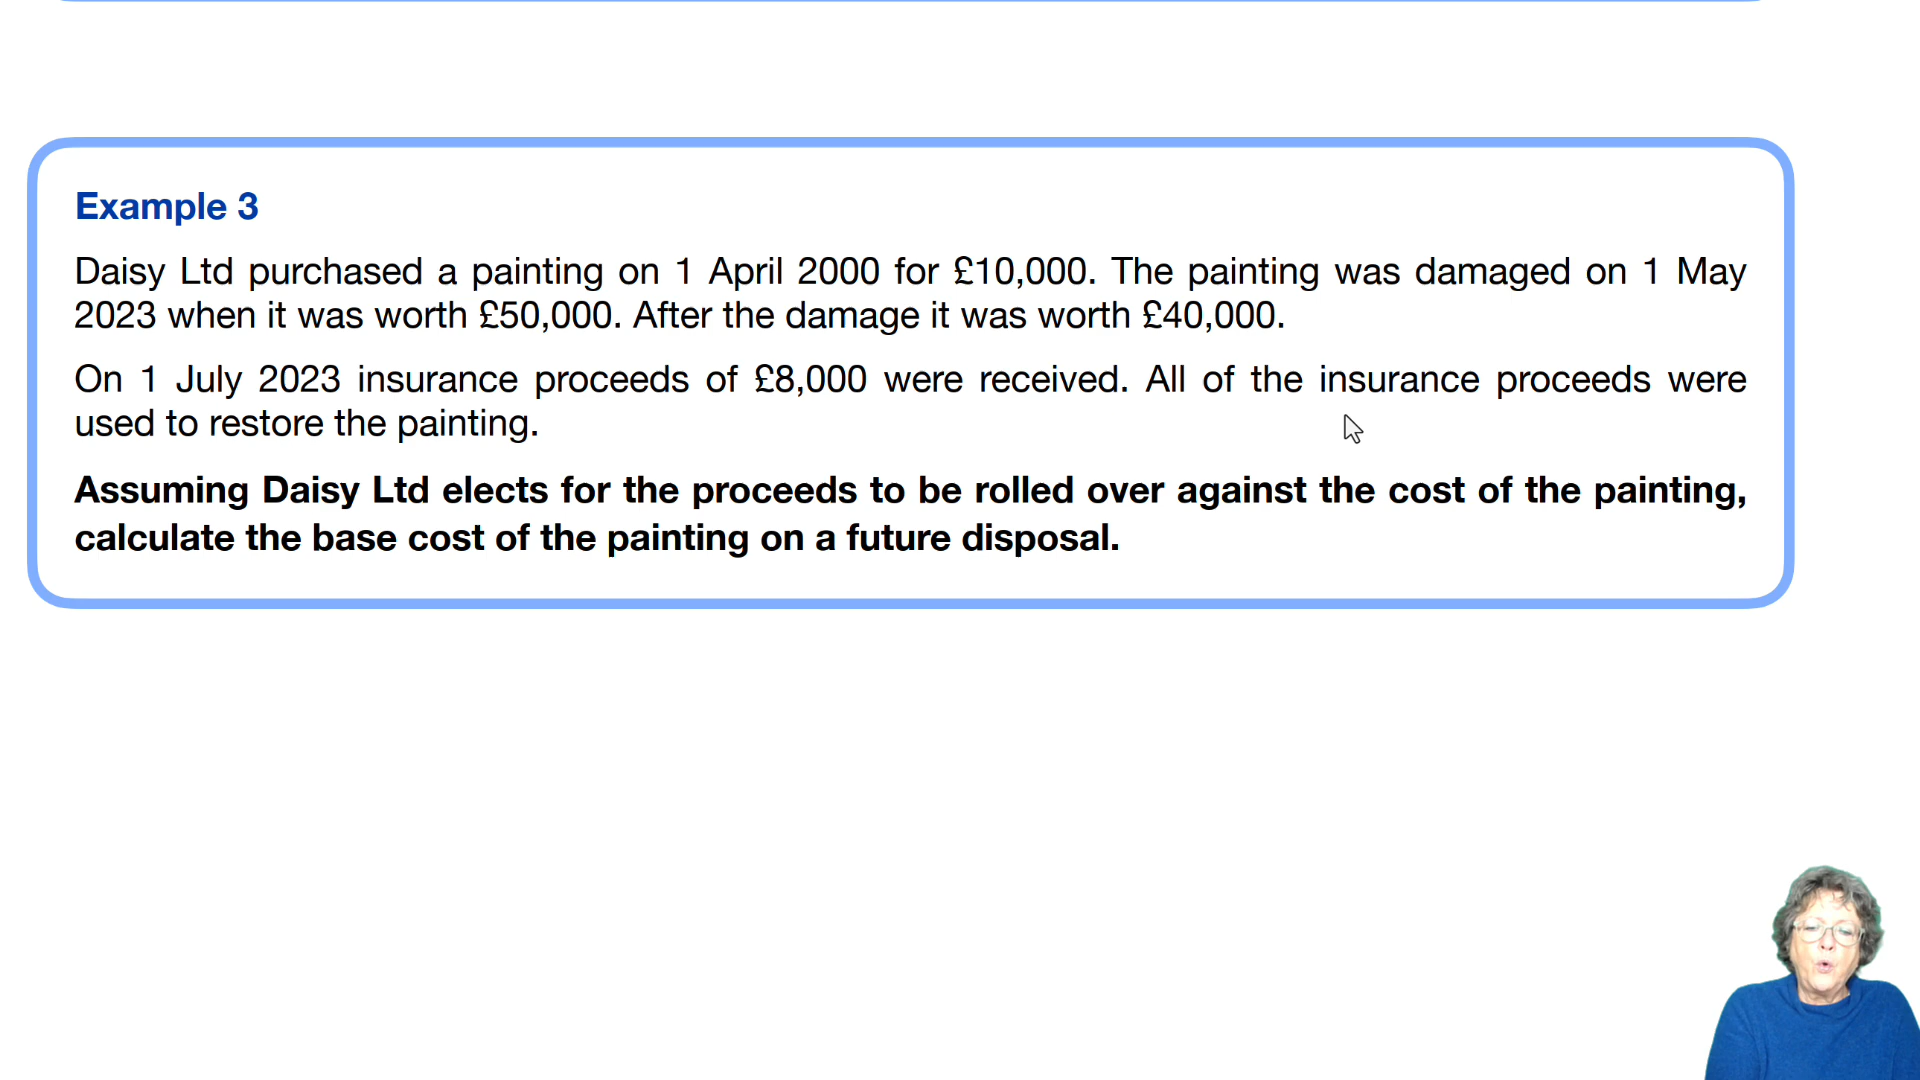 Example 3
Daisy Ltd purchased a painting on 1 April 2000 for £10,000. The painting was damaged on 1 May
2023 when it was worth £50,000. After the damage it was worth £40,000.
On 1 July 2023 insurance proceeds of £8,000 were received. All of the insurance proceeds were
used to restore the painting.
Assuming Daisy Ltd elects for the proceeds to be rolled over against the cost of the painting,
calculate the base cost of the painting on a future disposal.